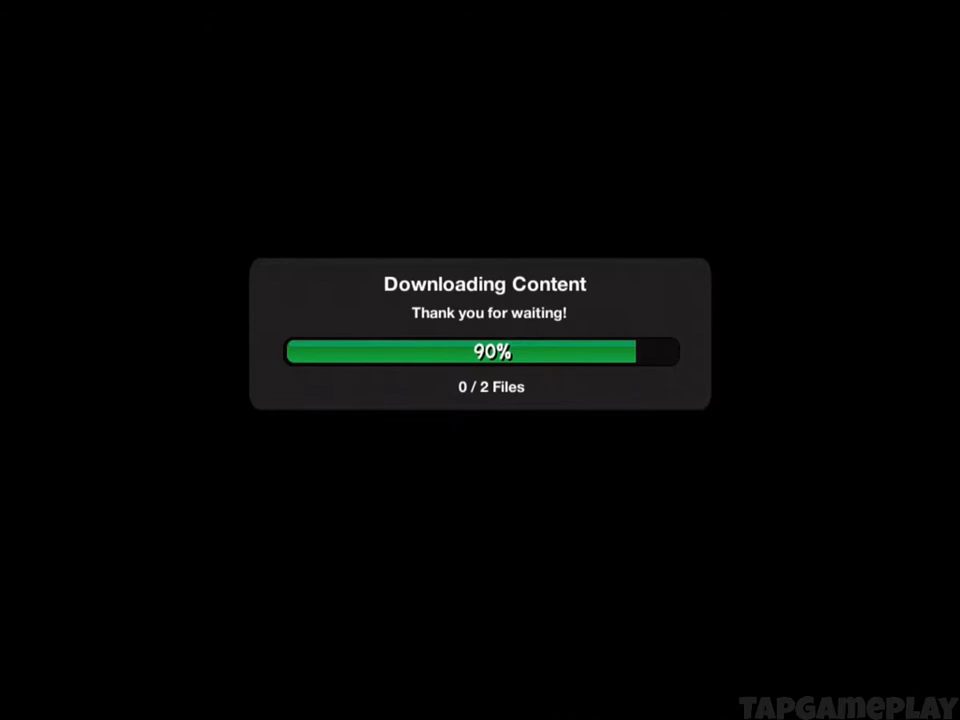 Downloading Content
Thank you for waiting!
90%
0 / 2 Files
TAPGAMEPLAY